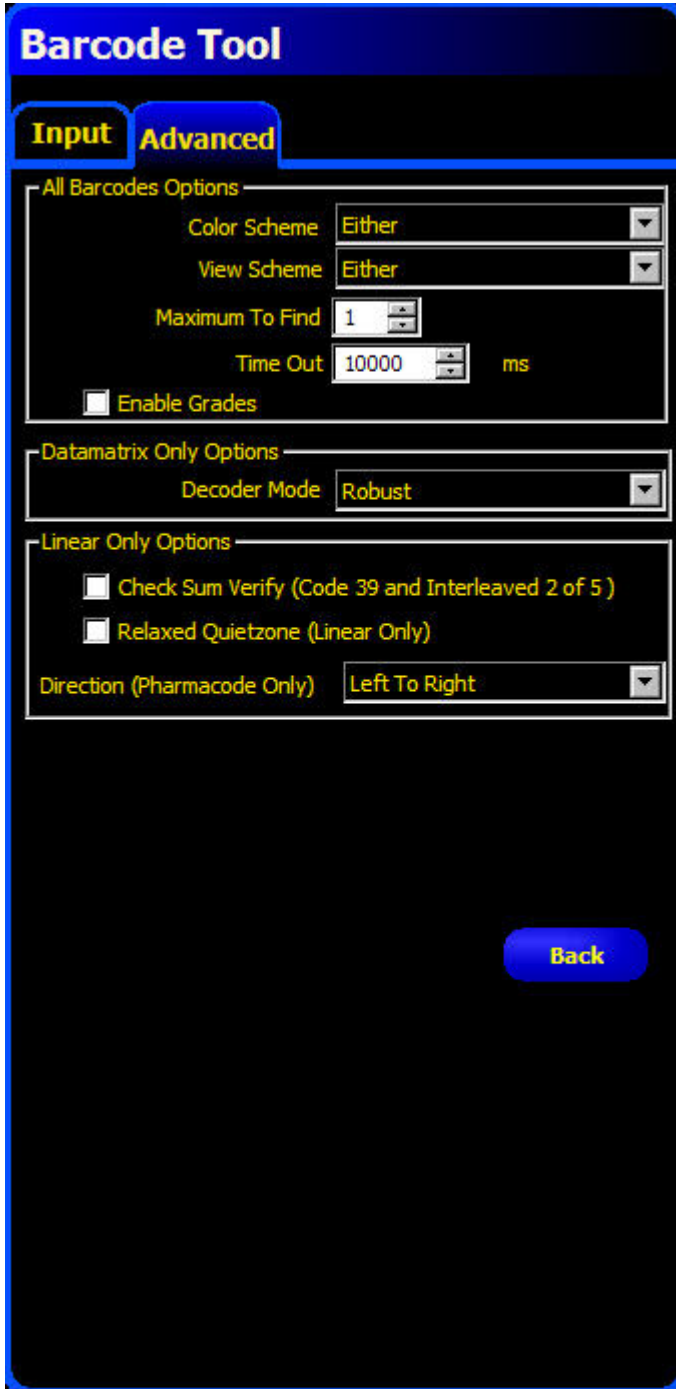 Barcode Tool
Input Advanced
All Barcodes Options
Color Scheme Either
View Scheme Either
Maximum To Find 1
Time Out 10000 ms
Enable Grades
Datamatrix Only Options
Decoder Mode Robust
Linear Only Options
Check Sum Verify (Code 39 and Interleaved 2 of 5 )
Relaxed Quietzone (Linear Only)
Direction (Pharmacode Only) Left To Right
Back